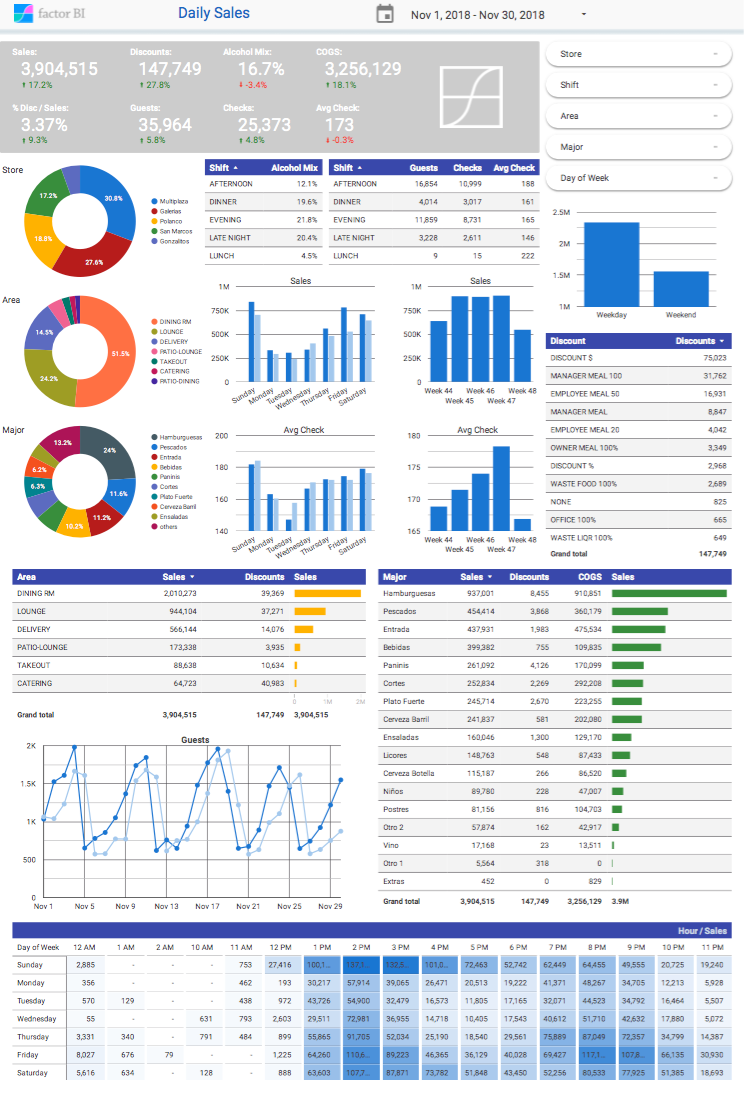 factor BI
Daily Sales
Nov 1, 2018 - Nov 30, 2018
Sales: Discounts: Alcohol Mix: COGS:
3,904,515 147,749 16.7% 3,256,129
17.2% 27.8% -3.4% 18.1%
% Disc / Sales: Guests: Checks: Avg Check:
3.37% 35,964 25,373 173
9.3% 5.8% 4.8% -0.3%
Store
Shift
Area
Major
Day of Week
Store
30.8%
27.6%
18.8%
17.2%
Multiplaza
Galerias
Polanco
San Marcos
Gonzalitos
Shift Alcohol Mix
AFTERNOON 12.1%
DINNER 19.6%
EVENING 21.8%
LATE NIGHT 20.4%
LUNCH 4.5%
Shift Guests Checks Avg Check
AFTERNOON 16,854 10,999 188
DINNER 4,014 3,017 161
EVENING 11,859 8,731 165
LATE NIGHT 3,228 2,611 146
LUNCH 9 15 222
2.5M
2M
1.5M
1M
Weekday Weekend
Area
51.5%
24.2%
14.5%
DINING RM
LOUNGE
DELIVERY
PATIO-LOUNGE
TAKEOUT
CATERING
PATIO-DINING
Sales
1M
750K
500K
250K
0
Sunday Monday Tuesday Wednesday Thursday Friday Saturday
Sales
1M
750K
500K
250K
0
Week 44 Week 46 Week 48
Week 45 Week 47
Discount Discounts
DISCOUNT $ 75,023
MANAGER MEAL 100 31,762
EMPLOYEE MEAL 50 16,931
MANAGER MEAL 8,847
EMPLOYEE MEAL 20 4,042
OWNER MEAL 100% 3,349
DISCOUNT % 2,968
WASTE FOOD 100% 2,689
NONE 825
OFFICE 100% 665
WASTE LIQR 100% 649
Grand total 147,749
Major
24%
11.6%
11.2%
10.2%
6.3%
6.2%
13.2%
Hamburguesas
Pescados
Entrada
Bebidas
Paninis
Cortes
Plato Fuerte
Cerveza Barril
Ensaladas
others
Avg Check
200
180
160
140
Sunday Monday Tuesday Wednesday Thursday Friday Saturday
Avg Check
180
175
170
165
Week 44 Week 46 Week 48
Week 45 Week 47
Area Sales Discounts Sales
DINING RM 2,010,273 39,369
LOUNGE 944,104 37,271
DELIVERY 566,144 14,076
PATIO-LOUNGE 173,338 3,935
TAKEOUT 88,638 10,634
CATERING 64,723 40,983
0 1M 2M
Grand total 3,904,515 147,749 3,904,515
Major Sales Discounts COGS Sales
Hamburguesas 937,001 8,455 910,851
Pescados 454,414 3,868 360,179
Entrada 437,931 1,983 475,534
Bebidas 399,382 755 109,835
Paninis 261,092 4,126 170,099
Cortes 252,834 2,269 292,208
Plato Fuerte 245,714 2,670 223,255
Cerveza Barril 241,837 581 202,080
Ensaladas 160,046 1,300 129,170
Licores 148,763 548 87,433
Cerveza Botella 115,187 266 86,520
Niños 89,780 228 47,007
Postres 81,156 816 104,703
Otro 2 57,874 162 42,917
Vino 17,168 23 13,511
Otro 1 5,564 318 0
Extras 452 0 829
Grand total 3,904,515 147,749 3,256,129 3.9M
Guests
2K
1.5K
1K
500
0
Nov 1 Nov 5 Nov 9 Nov 13 Nov 17 Nov 21 Nov 25 Nov 29
Hour / Sales
Day of Week 12 AM 1 AM 2 AM 10 AM 11 AM 12 PM 1 PM 2 PM 3 PM 4 PM 5 PM 6 PM 7 PM 8 PM 9 PM 10 PM 11 PM
Sunday 2,885 - - - 753 27,416 100,1... 137,1... 132,5... 101,0... 72,463 52,742 62,449 64,455 49,555 20,725 19,240
Monday 356 - - - 462 193 30,217 57,914 39,065 26,471 20,513 19,222 41,371 48,267 34,705 12,213 5,928
Tuesday 570 129 - - 438 972 43,726 54,900 32,479 16,573 11,805 17,165 32,071 44,523 34,792 16,464 5,507
Wednesday 55 - - 631 793 2,603 29,511 72,981 36,955 14,718 10,405 17,543 40,612 51,710 42,632 17,880 5,072
Thursday 3,331 340 - 791 484 899 55,865 91,705 52,034 25,190 18,540 29,561 75,889 87,049 72,357 34,799 14,387
Friday 8,027 676 79 - - 1,225 64,260 110,6... 89,223 46,365 36,129 40,028 69,427 117,1... 107,8... 66,135 30,930
Saturday 5,616 634 - 128 - 888 63,603 107,7... 87,871 73,782 51,848 43,450 52,256 80,533 77,925 51,385 18,693